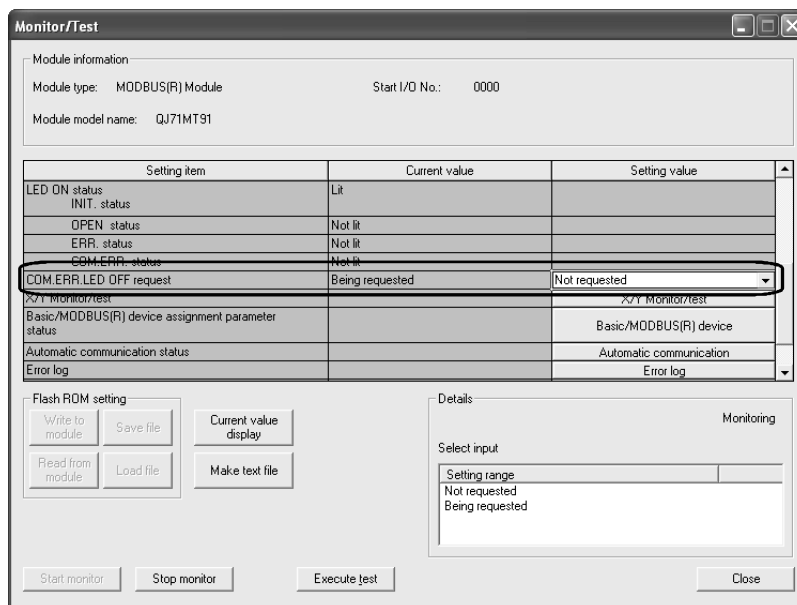 Monitor/Test
Module information
Module type: MODBUS(R) Module Start I/O No.: 0000
Module model name: QJ71MT91
Setting item Current value Setting value
LED ON status Lit
INIT. status
OPEN status Not lit
ERR. status Not lit
COM.ERR. status Not lit
COM.ERR.LED OFF request Being requested Not requested
X/Y Monitor/test X/Y Monitor/test
Basic/MODBUS(R) device assignment parameter
status Basic/MODBUS(R) device
Automatic communication status Automatic communication
Error log Error log
Flash ROM setting
Write to
module
Save file
Current value
display
Read from
module
Load file
Make text file
Details
Monitoring
Select input
Setting range
Not requested
Being requested
Start monitor Stop monitor Execute test Close